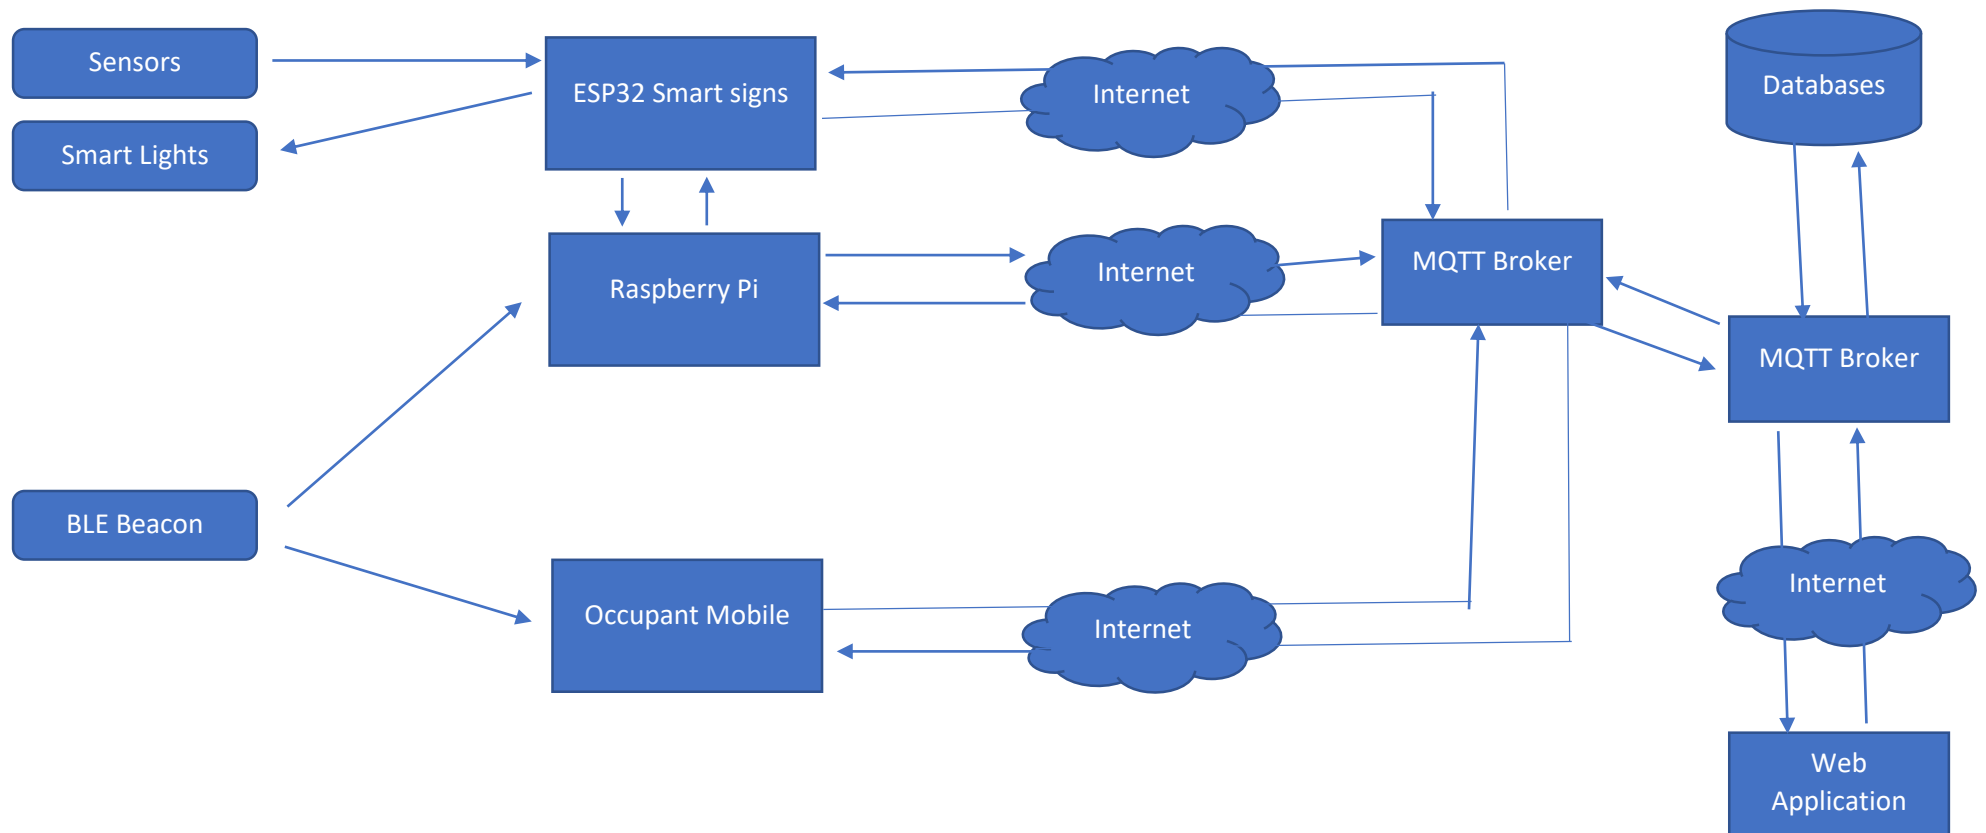 Sensors
Smart Lights
ESP32 Smart signs
Internet
Databases
Raspberry Pi
Internet
MQTT Broker
MQTT Broker
BLE Beacon
Occupant Mobile
Internet
Internet
Web
Application